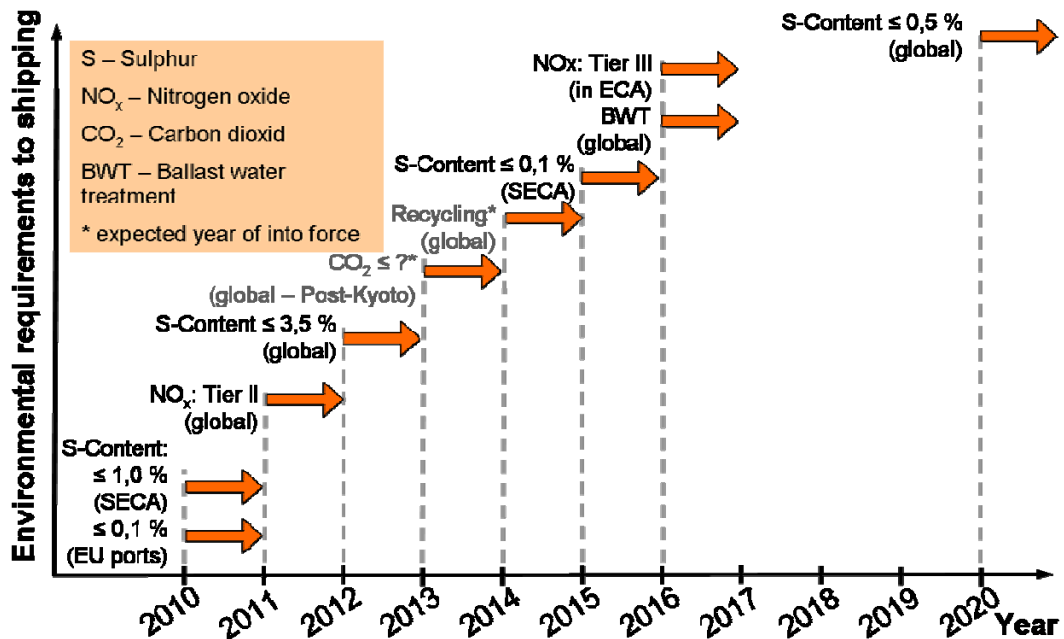 Environmental requirements to shipping
S – Sulphur
NOx – Nitrogen oxide
CO2 – Carbon dioxid
BWT – Ballast water
treatment
* expected year of into force
S-Content ≤ 0,5 %
(global)
NOx: Tier III
(in ECA)
BWT
(global)
S-Content ≤ 0,1 %
(SECA)
Recycling*
(global)
CO2 ≤ ?*
(global – Post-Kyoto)
S-Content ≤ 3,5 %
(global)
NOx: Tier II
(global)
S-Content:
≤ 1,0 %
(SECA)
≤ 0,1 %
(EU ports)
2010
2011
2012
2013
2014
2015
2016
2017
2018
2019
2020
Year